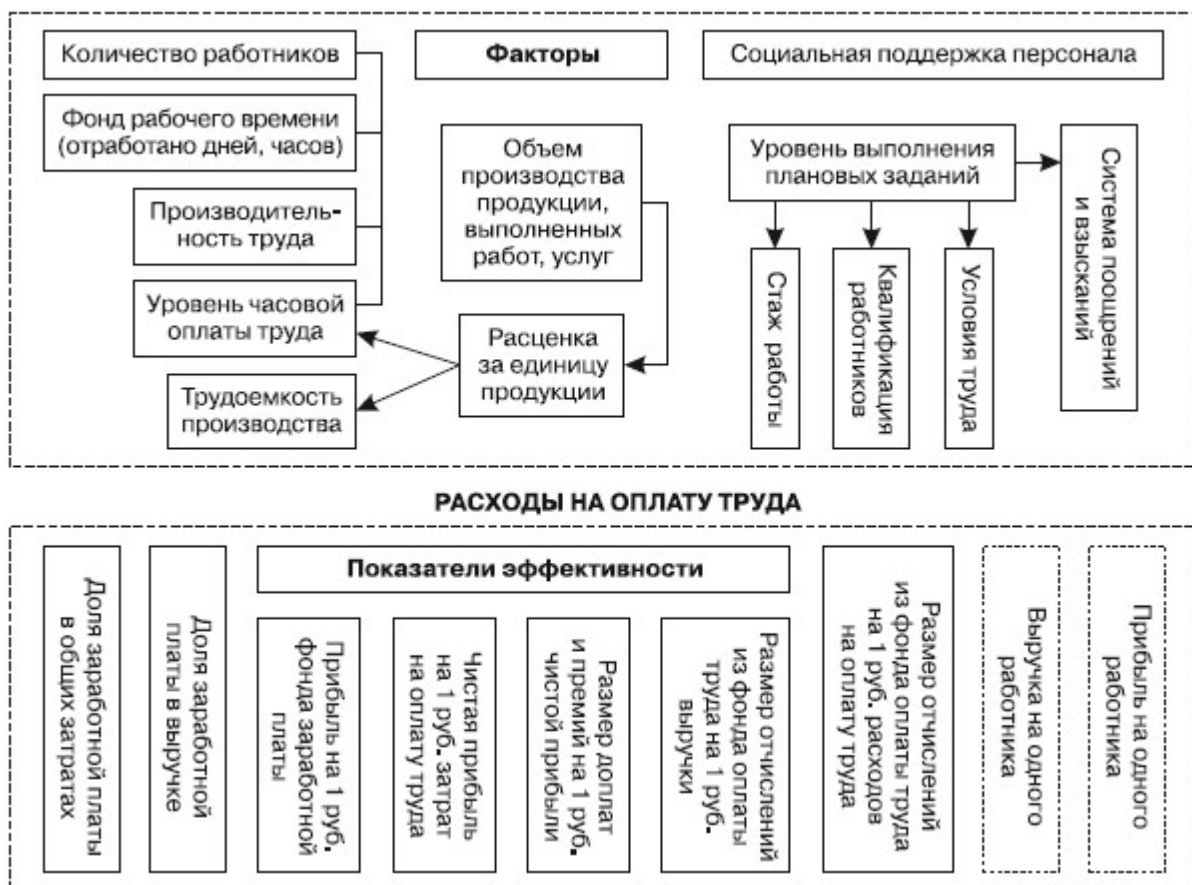 Количество работников
Факторы
Социальная поддержка персонала
Фонд рабочего времени
(отработано дней, часов)
Объем
производства
продукции,
выполненных
работ, услуг
Уровень выполнения
плановых заданий
Система поощрений
и взысканий
Производитель-
ность труда
Уровень часовой
оплаты труда
Трудоемкость
производства
Расценка
за единицу
продукции
Стаж работы
Квалификация
работников
Условия труда
РАСХОДЫ НА ОПЛАТУ ТРУДА
Показатели эффективности
Доля заработной платы
в общих затратах
Доля заработной
платы в выручке
Прибыль на 1 руб.
фонда заработной
платы
Чистая прибыль
на 1 руб. затрат
на оплату труда
Размер доплат
и премий на 1 руб.
чистой прибыли
Размер отчислений
из фонда оплаты
труда на 1 руб.
выручки
Размер отчислений
из фонда оплаты труда
на 1 руб. расходов
на оплату труда
Выручка на одного
работника
Прибыль на одного
работника